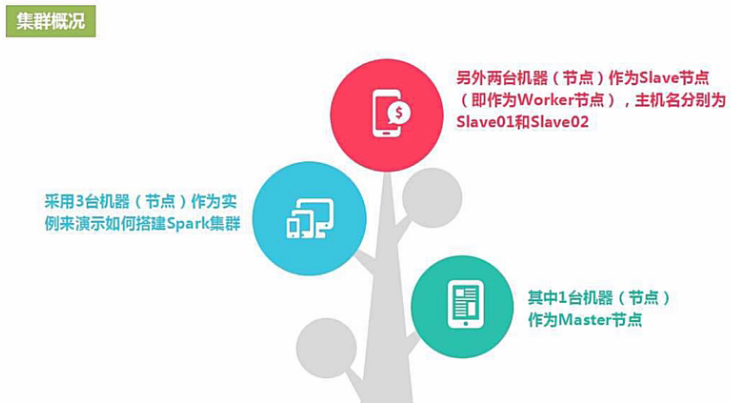 集群概况
采用3台机器（节点）作为实
例来演示如何搭建Spark集群
其中1台机器（节点）
作为Master节点
另外两台机器（节点）作为Slave节点
（即作为Worker节点），主机名分别为
Slave01和Slave02
$